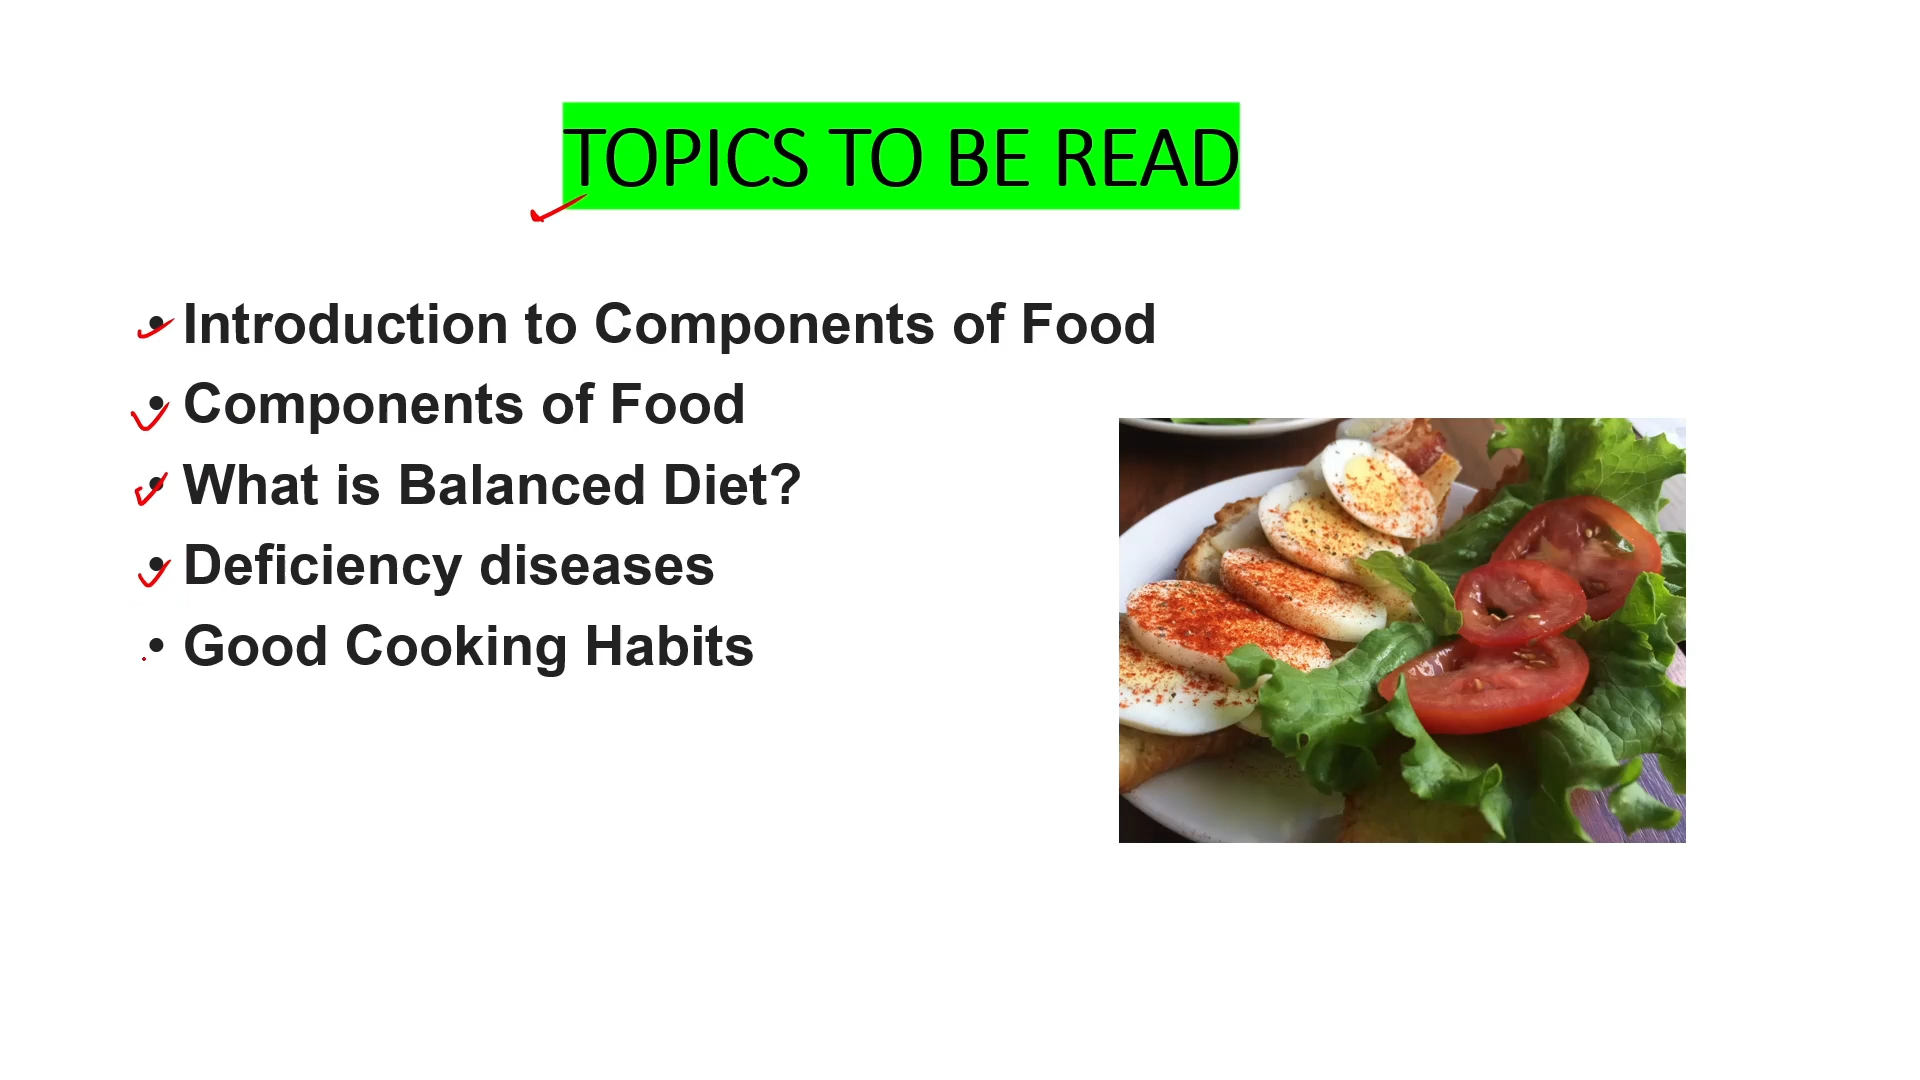 TOPICS TO BE READ
• Introduction to Components of Food
• Components of Food
• What is Balanced Diet?
• Deficiency diseases
• Good Cooking Habits